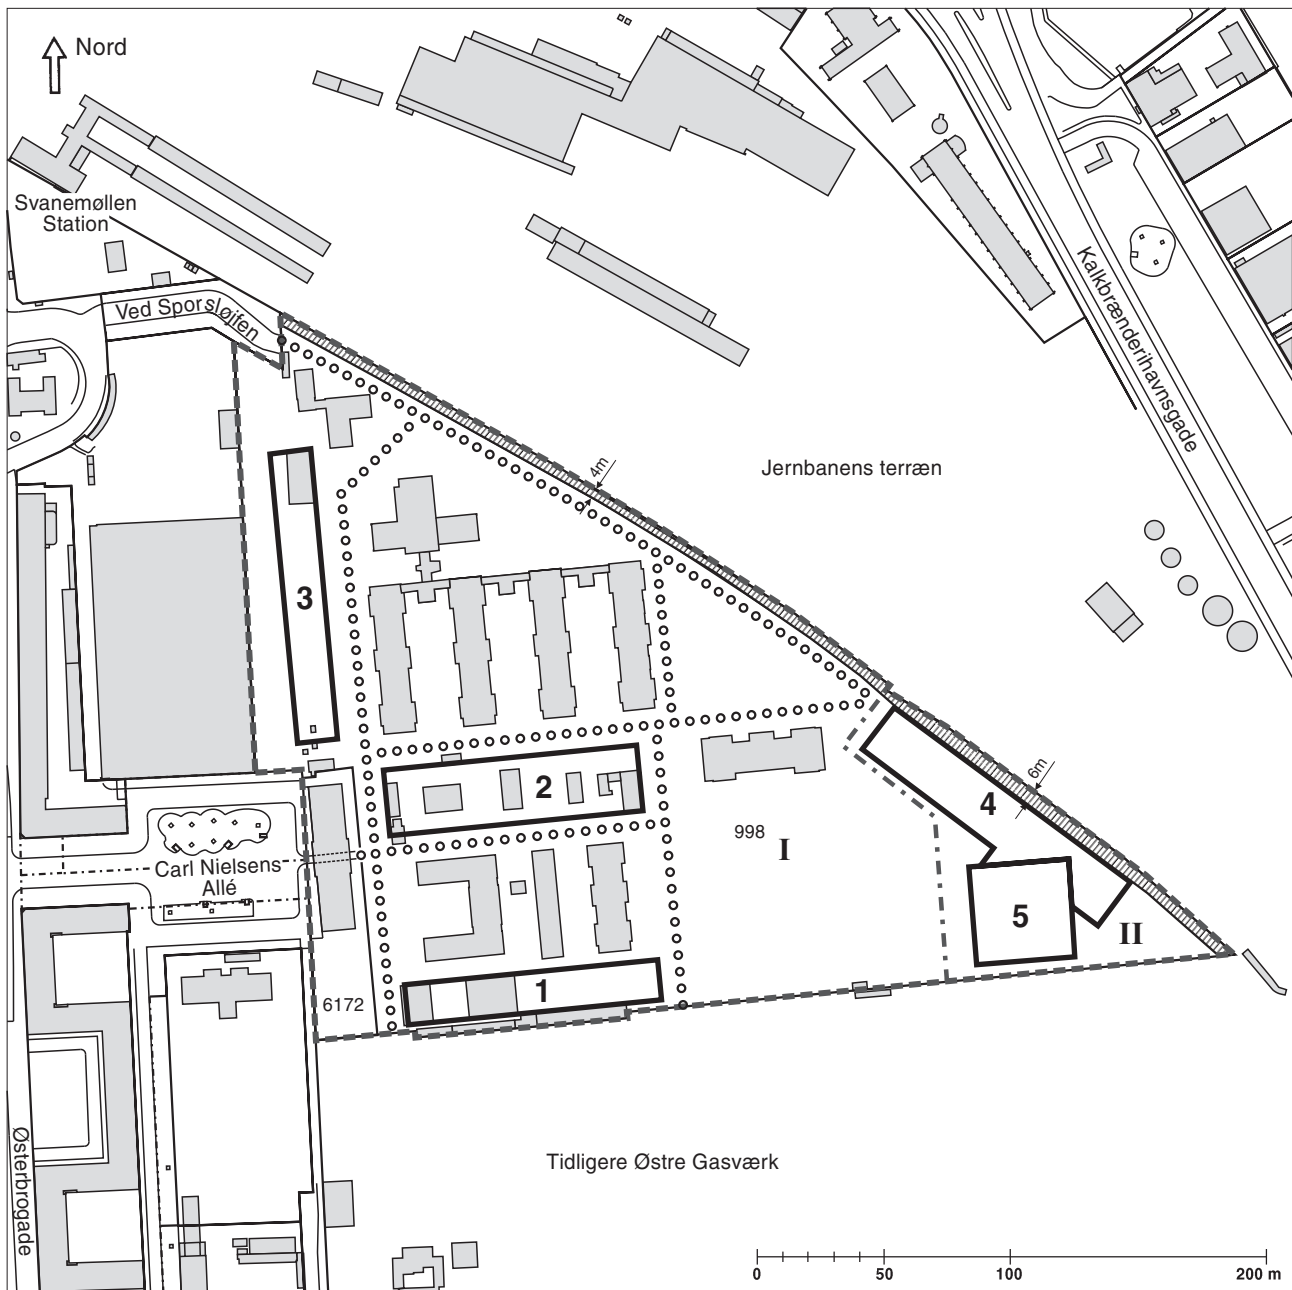 Nord
Svanemøllen
Station
Ved Sporsløjfen
Kalkbrænderihavnsgade
Jernbanens terræn
4m
3
6m
2
4
998
I
Carl Nielsens
Allé
5
II
1
6172
Østerbrogade
Tidligere Østre Gasværk
0 50 100 200 m